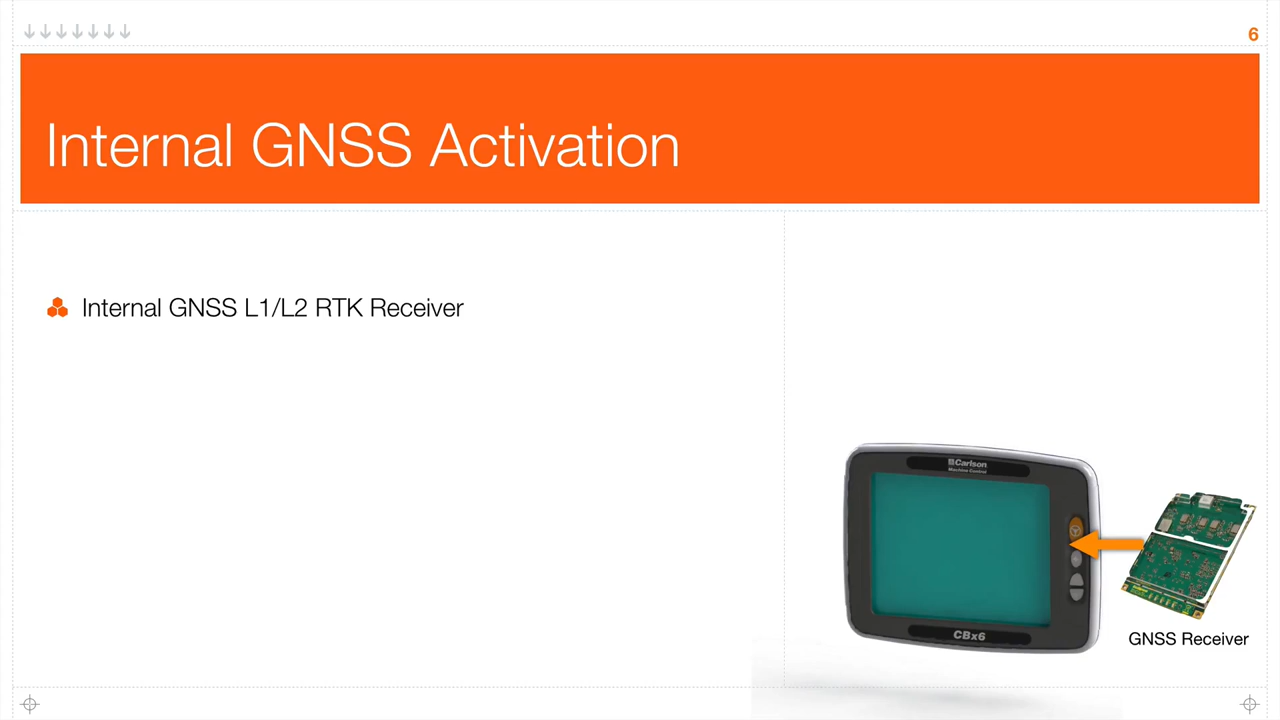 6
Internal GNSS Activation
Internal GNSS L1/L2 RTK Receiver
Carlson
Machine Control
CBx6
GNSS Receiver